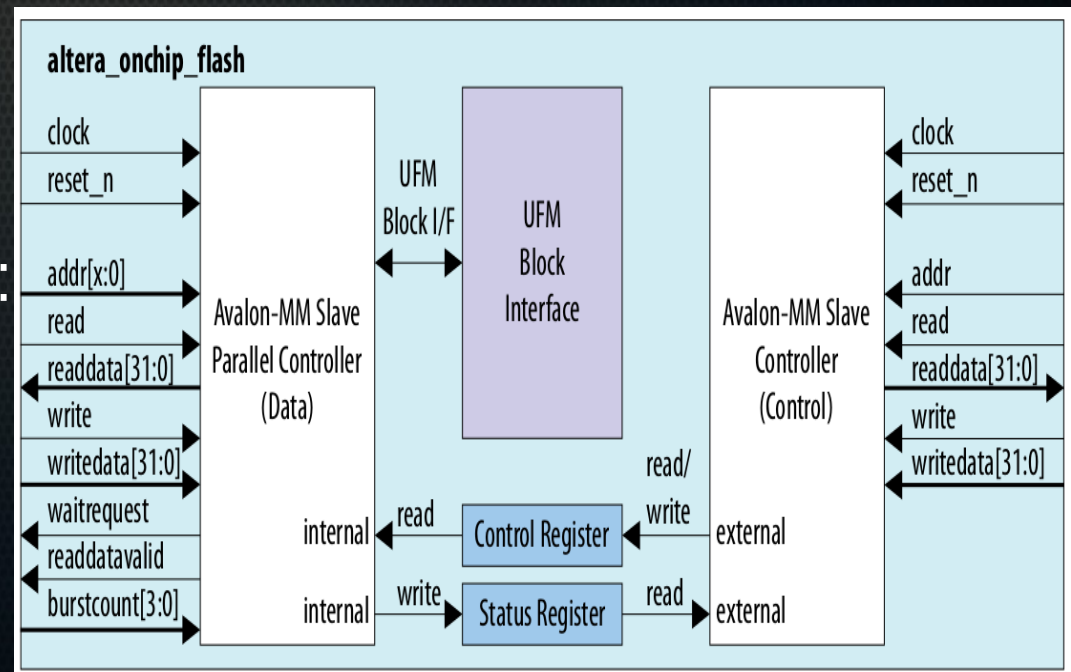 altera_onchip_flash
clock
reset_n
addr[x:0]
read
readdata[31:0]
write
writedata[31:0]
waitrequest
readdatavalid
burstcount[3:0]
Avalon-MM Slave
Parallel Controller
(Data)
internal
internal
UFM
Block I/F
UFM
Block
Interface
read
Control Register
read/
write
write
Status Register
read
Avalon-MM Slave
Controller
(Control)
external
external
clock
reset_n
addr
read
readdata[31:0]
write
writedata[31:0]